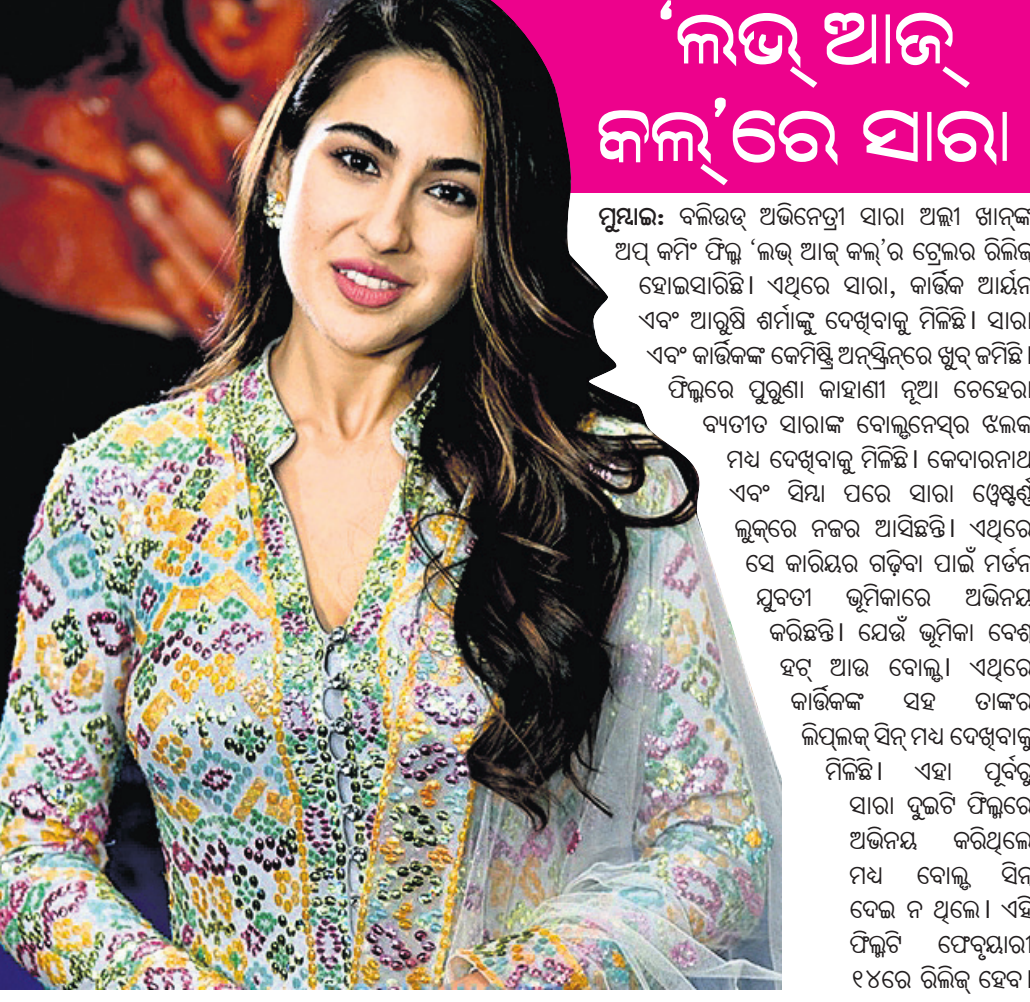 ‘ଲଭ୍ ଆଜ୍
କଲ୍’ରେ ସାରା
ମୁମ୍ବାଇ: ବଲିଉଡ୍ ଅଭିନେତ୍ରୀ ସାରା ଅଲ୍ଲୀ ଖାନ୍‌ଙ୍କ
ଅପ୍ କମିଂ ଫିଲ୍ମ ‘ଲଭ୍ ଆଜ୍ କଲ୍’ର ଟ୍ରେଲର ରିଲିଜ୍
ହୋଇସାରିଛି। ଏଥିରେ ସାରା, କାର୍ତ୍ତିକ ଆର୍ୟନ
ଏବଂ ଆରୁଷି ଶର୍ମାଙ୍କୁ ଦେଖିବାକୁ ମିଳିଛି। ସାରା
ଏବଂ କାର୍ତ୍ତିକଙ୍କ କେମିଷ୍ଟ୍ରି ଅନ୍‌ସ୍କ୍ରିନ୍‌ରେ ଖୁବ୍ ଜମିଛି।
ଫିଲ୍ମରେ ପୁରୁଣା କାହାଣୀ ନୂଆ ଚେହେରା
ବ୍ୟତୀତ ସାରାଙ୍କ ବୋଲ୍ଡନେସ୍‌ର ଝଲକ
ମଧ୍ୟ ଦେଖିବାକୁ ମିଳିଛି। କେଦାରନାଥ
ଏବଂ ସିମ୍ବା ପରେ ସାରା ୱେଷ୍ଟର୍ଣ୍ଣ
ଲୁକ୍‌ରେ ନଜର ଆସିଛନ୍ତି। ଏଥିରେ
ସେ କାରିୟର ଗଢ଼ିବା ପାଇଁ ମର୍ଡନ
ଯୁବତୀ ଭୂମିକାରେ ଅଭିନୟ
କରିଛନ୍ତି। ଯେଉଁ ଭୂମିକା ବେଶ୍
ହଟ୍ ଆଉ ବୋଲ୍ଡ। ଏଥିରେ
କାର୍ତ୍ତିକଙ୍କ ସହ ତାଙ୍କର
ଲିପ୍‌ଲକ୍ ସିନ୍ ମଧ୍ୟ ଦେଖିବାକୁ
ମିଳିଛି। ଏହା ପୂର୍ବରୁ
ସାରା ଦୁଇଟି ଫିଲ୍ମରେ
ଅଭିନୟ କରିଥିଲେ
ମଧ୍ୟ ବୋଲ୍ଡ ସିନ୍
ଦେଇ ନ ଥିଲେ। ଏହି
ଫିଲ୍ମଟି ଫେବୃୟାରୀ
୧୪ରେ ରିଲିଜ୍ ହେବ।